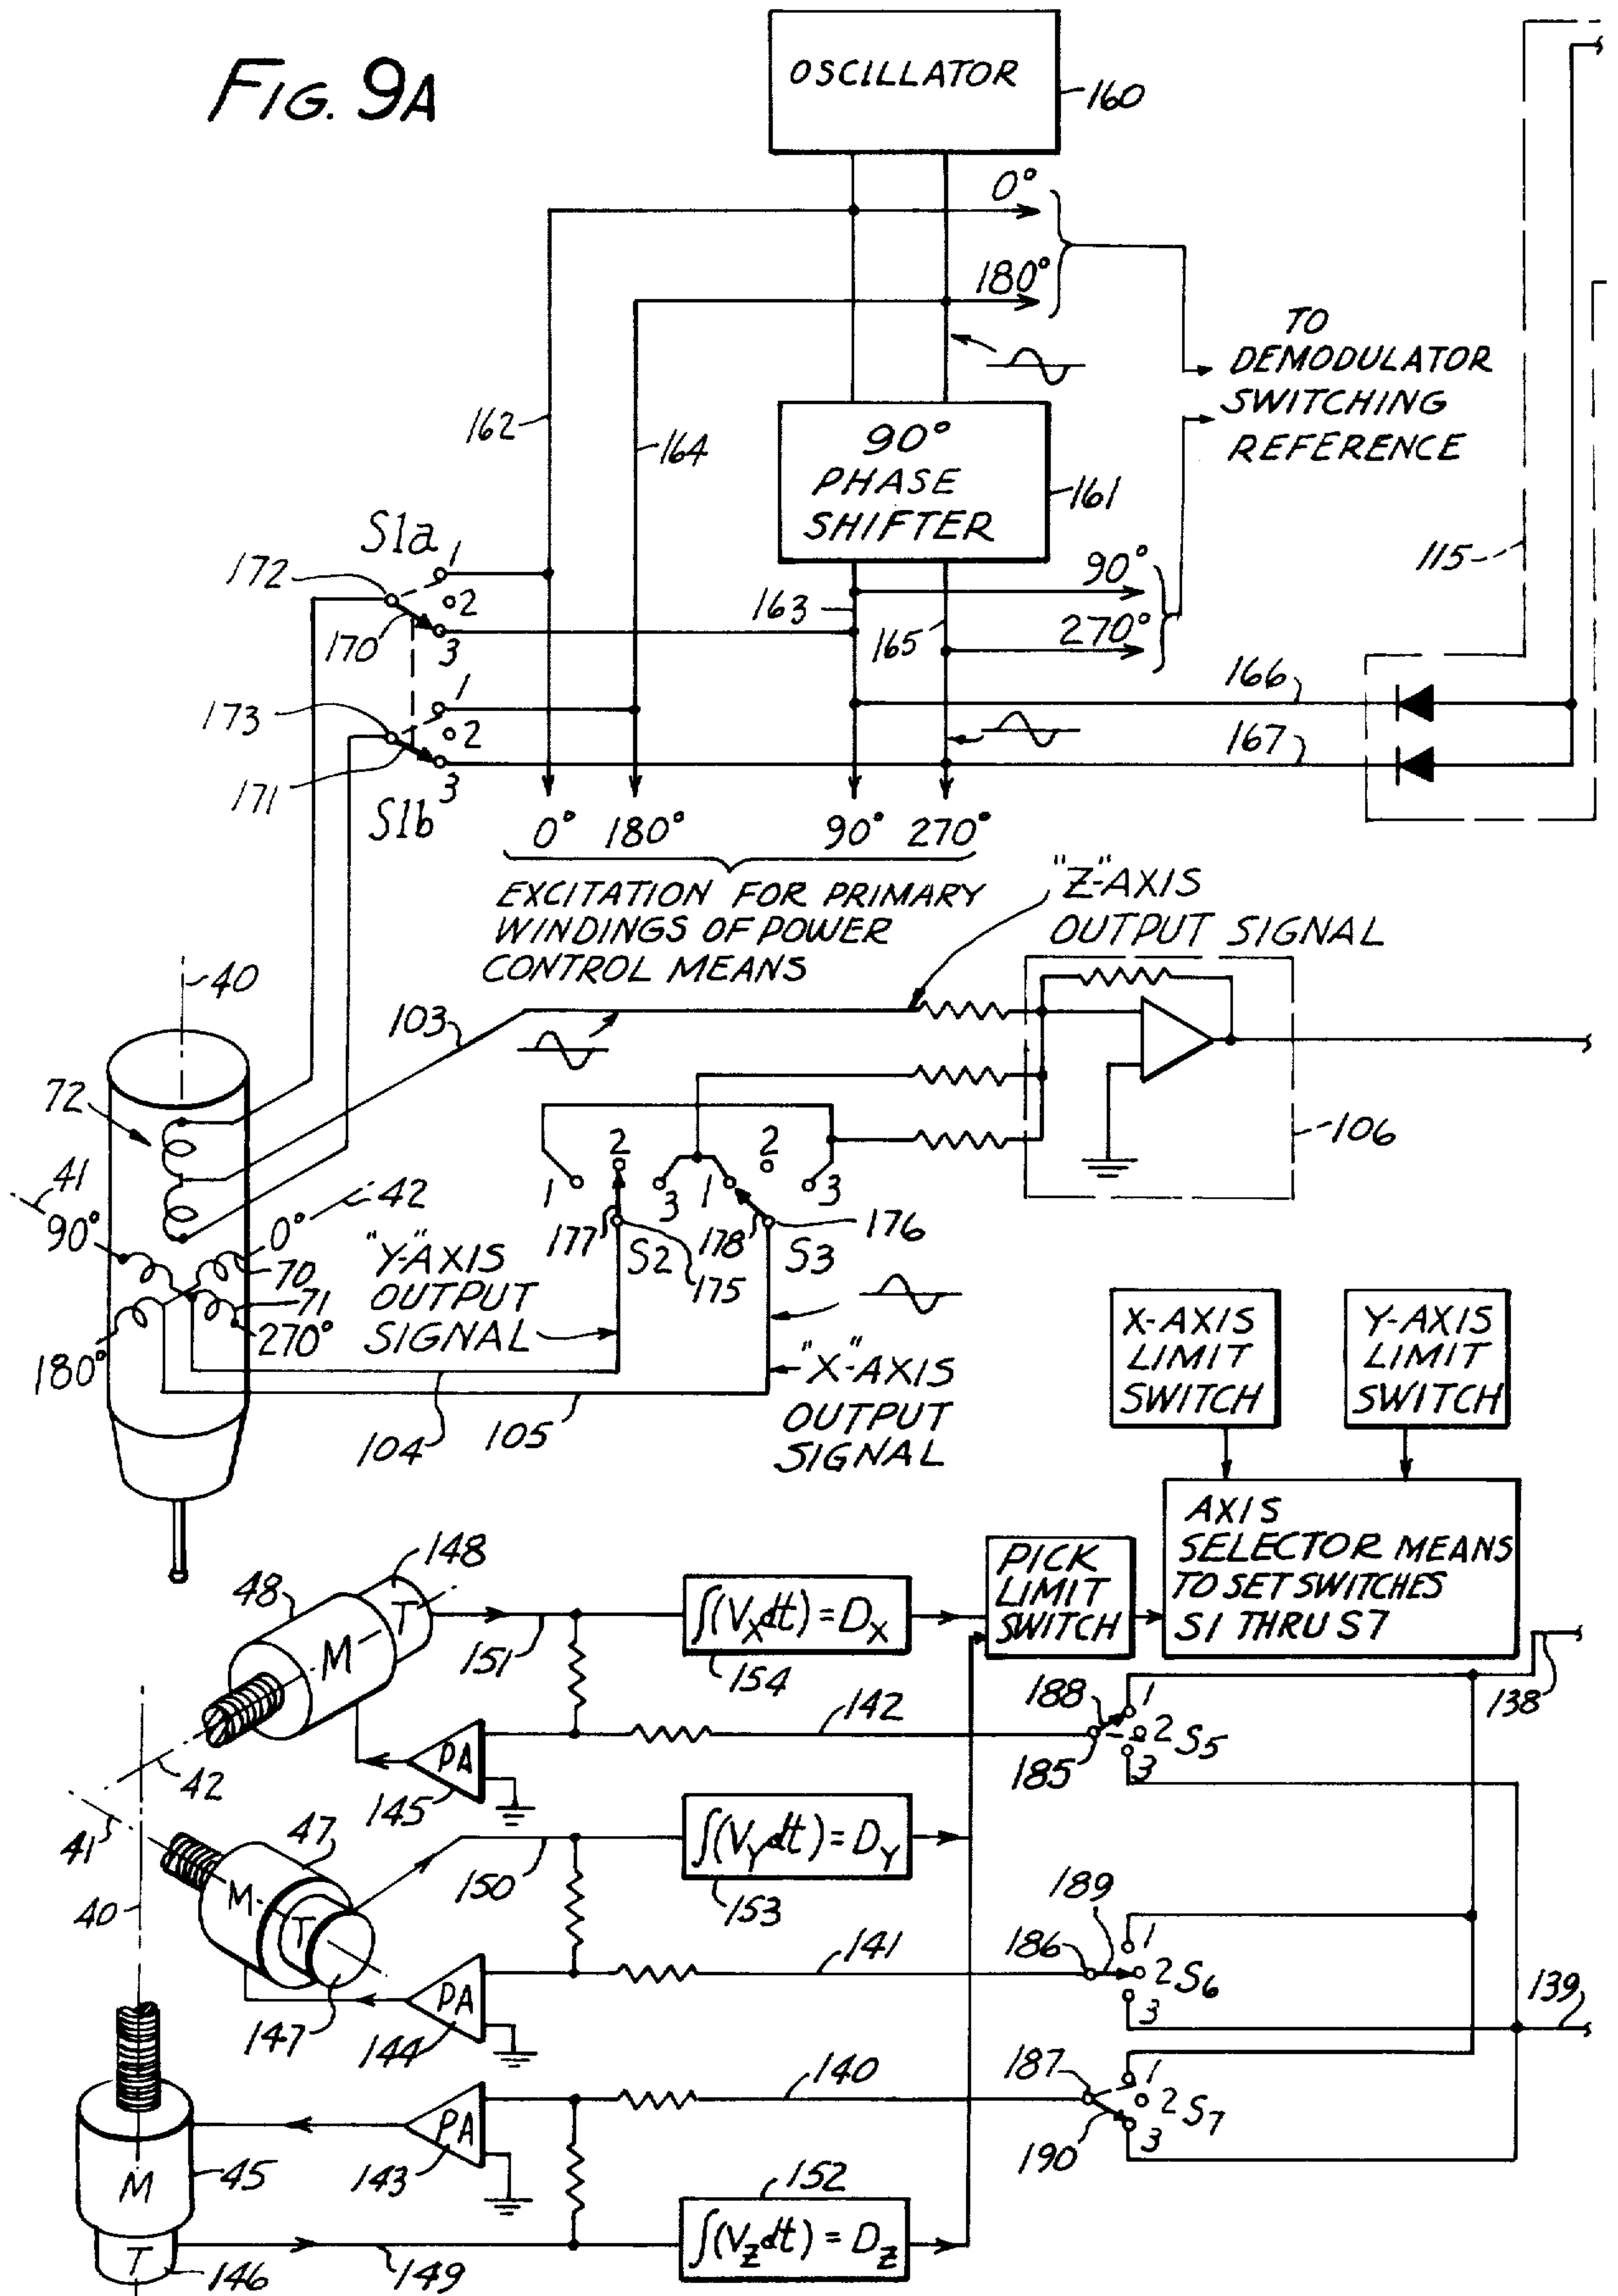 FIG. 9A
OSCILLATOR
160
0°
180°
TO
DEMODULATOR
SWITCHING
REFERENCE
162
164
90°
PHASE
SHIFTER
161
115
S1a
172
1
2
170
3
163
165
90°
270°
166
173
1
2
167
171
3
S1b
0° 180° 90° 270°
EXCITATION FOR PRIMARY
WINDINGS OF POWER
CONTROL MEANS
"Z"-AXIS
OUTPUT SIGNAL
40
103
72
106
41
42
90°
0°
70
71
270°
180°
2
2
1
3
1
3
177
178
176
S2
S3
175
"Y-"AXIS
OUTPUT
SIGNAL
"X-"AXIS
OUTPUT
SIGNAL
104
105
X-AXIS
LIMIT
SWITCH
Y-AXIS
LIMIT
SWITCH
AXIS
SELECTOR MEANS
TO SET SWITCHES
S1 THRU S7
PICK
LIMIT
SWITCH
148
48
T
M
151
∫(VXdt)=DX
154
138
142
188
1
2
S5
185
3
PA
145
42
41
47
M
T
150
∫(VYdt)=DY
153
40
141
186
189
1
2
S6
3
139
PA
147
144
140
187
1
2
S7
190
3
PA
143
M
45
T
146
149
152
∫(VZdt)=DZ